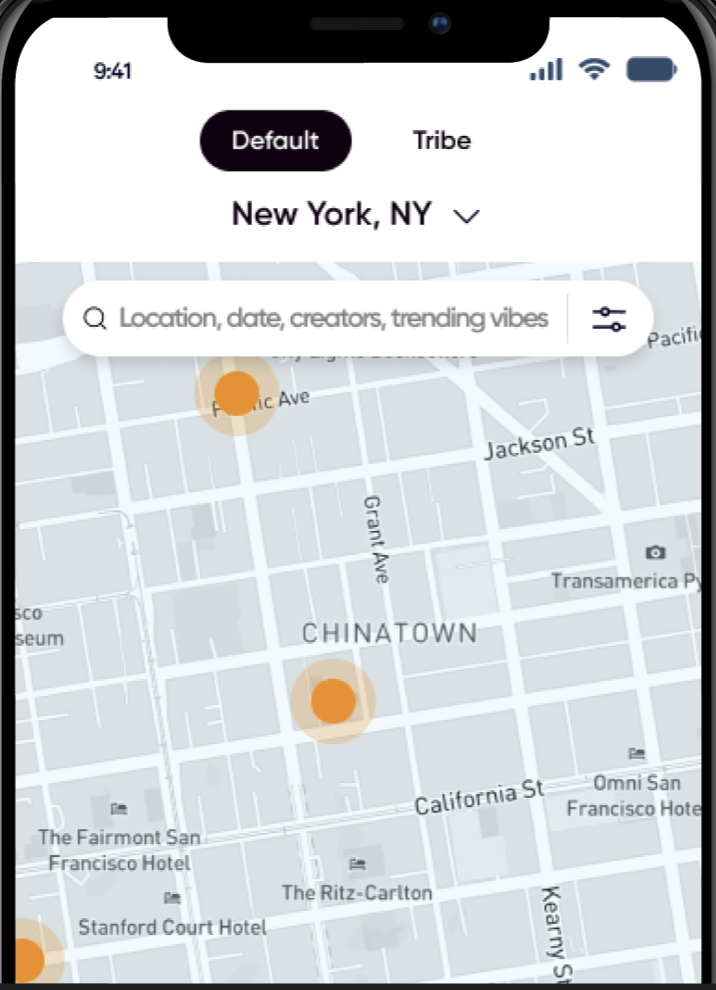 9:41
Default
Tribe
New York, NY
Location, date, creators, trending vibes
Pacifi
Ave
Jackson St
Grant Ave
Transamerica Py
sco
seum
CHINATOWN
Omni San
Francisco Hote
California St
The Fairmont San
Francisco Hotel
The Ritz-Carlton
Stanford Court Hotel
Kearny St